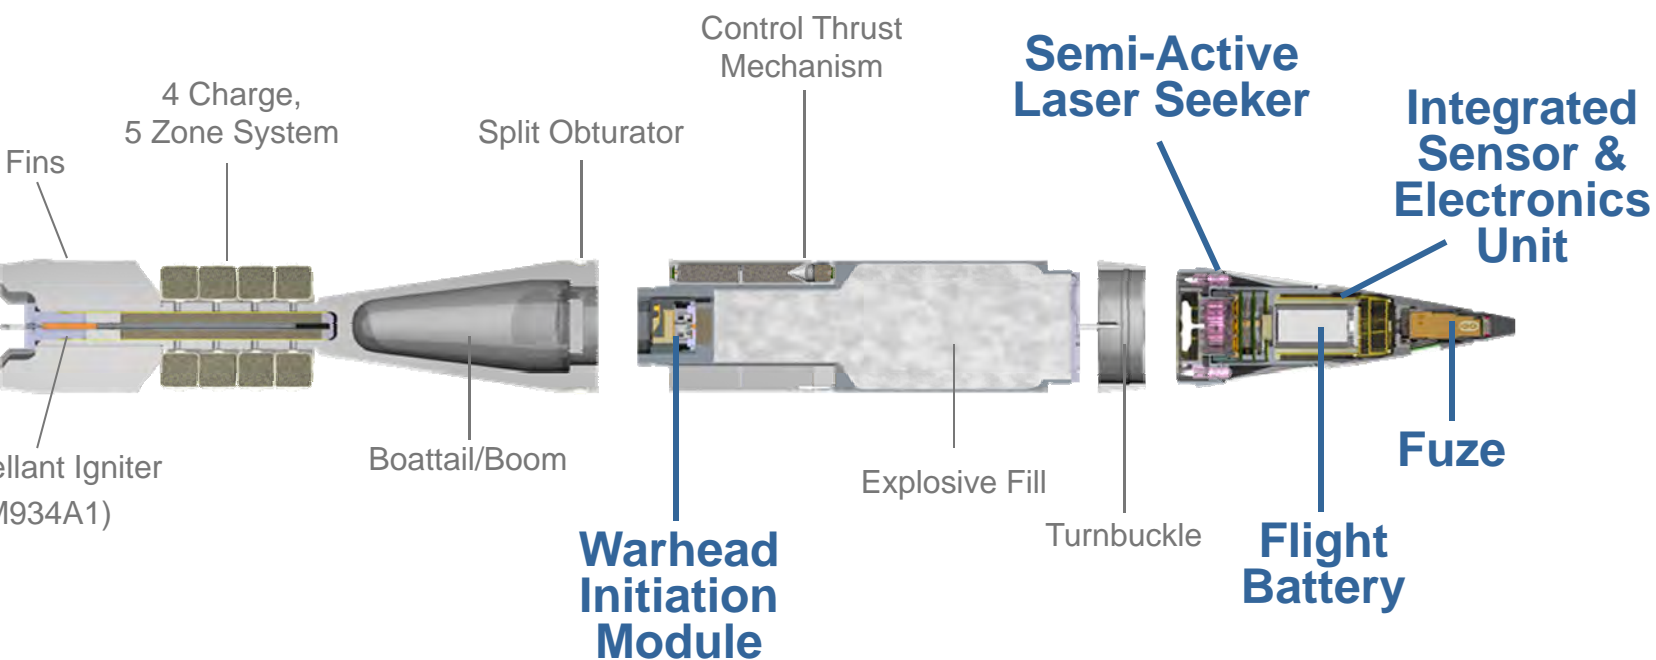 Control Thrust
Mechanism
Semi-Active
Laser Seeker
Integrated
Sensor &
Electronics
Unit
4 Charge,
5 Zone System
Split Obturator
Fins
ellant Igniter
M934A1)
Boattail/Boom
Explosive Fill
Turnbuckle
Fuze
Warhead
Initiation
Module
Flight
Battery